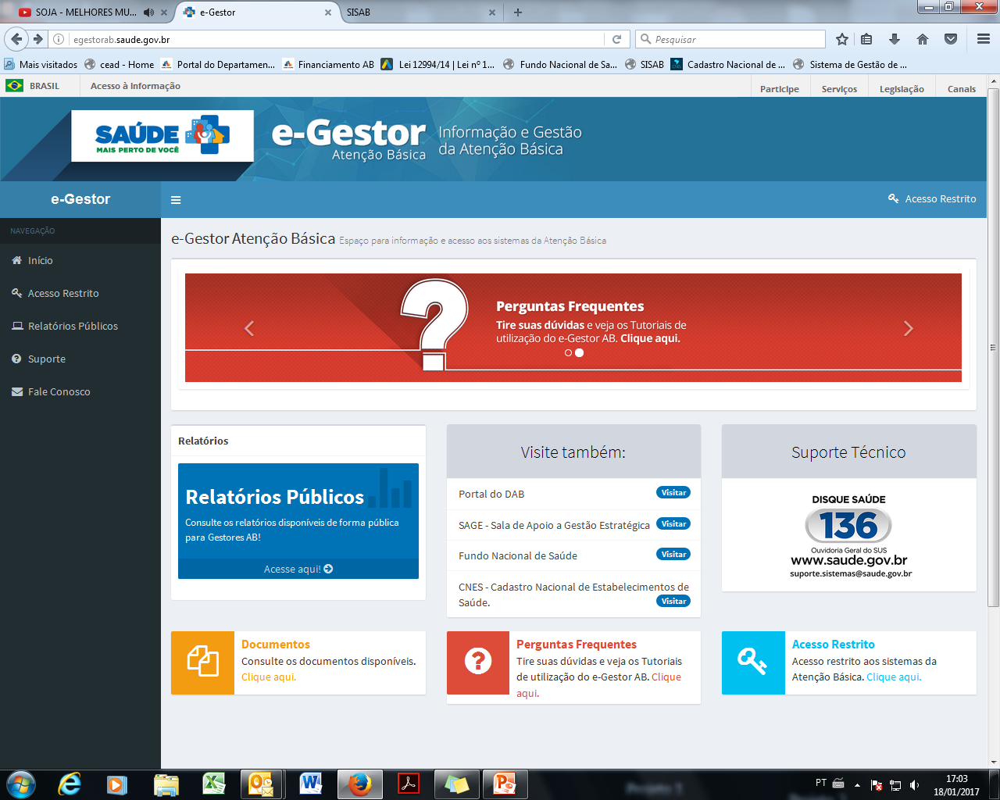 SOJA - MELHORES MU...
e-Gestor
SISAB
egestorab.saude.gov.br
Pesquisar
Mais visitados
cead - Home
Portal do Departamen...
Financiamento AB
Lei 12994/14 | Lei nº 1...
Fundo Nacional de Sa...
SISAB
Cadastro Nacional de ...
Sistema de Gestão de ...
BRASIL
Acesso à Informação
Participe
Serviços
Legislação
Canais
SAÚDE
MAIS PERTO DE VOCÊ
e-Gestor
Atenção Básica
Informação e Gestão
da Atenção Básica
e-Gestor
Acesso Restrito
NAVEGAÇÃO
Início
Acesso Restrito
Relatórios Públicos
Suporte
Fale Conosco
e-Gestor Atenção Básica Espaço para informação e acesso aos sistemas da Atenção Básica
?
Perguntas Frequentes
Tire suas dúvidas e veja os Tutoriais de
utilização do e-Gestor AB. Clique aqui.
Relatórios
Relatórios Públicos
Consulte os relatórios disponíveis de forma pública
para Gestores AB!
Acesse aqui!
Visite também:
Portal do DAB Visitar
SAGE - Sala de Apoio a Gestão Estratégica Visitar
Fundo Nacional de Saúde Visitar
CNES - Cadastro Nacional de Estabelecimentos de
Saúde. Visitar
Suporte Técnico
DISQUE SAÚDE
136
Ouvidoria Geral do SUS
www.saude.gov.br
suporte.sistemas@saude.gov.br
Documentos
Consulte os documentos disponíveis.
Clique aqui.
Perguntas Frequentes
Tire suas dúvidas e veja os Tutoriais
de utilização do e-Gestor AB. Clique
aqui.
Acesso Restrito
Acesso restrito aos sistemas da
Atenção Básica. Clique aqui.
PT
17:03
18/01/2017